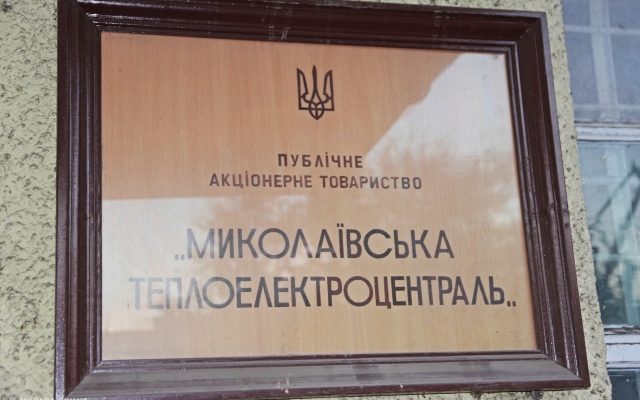 ПУБЛІЧНЕ
АКЦІОНЕРНЕ ТОВАРИСТВО
„МИКОЛАЇВСЬКА
ТЕПЛОЕЛЕКТРОЦЕНТРАЛЬ„